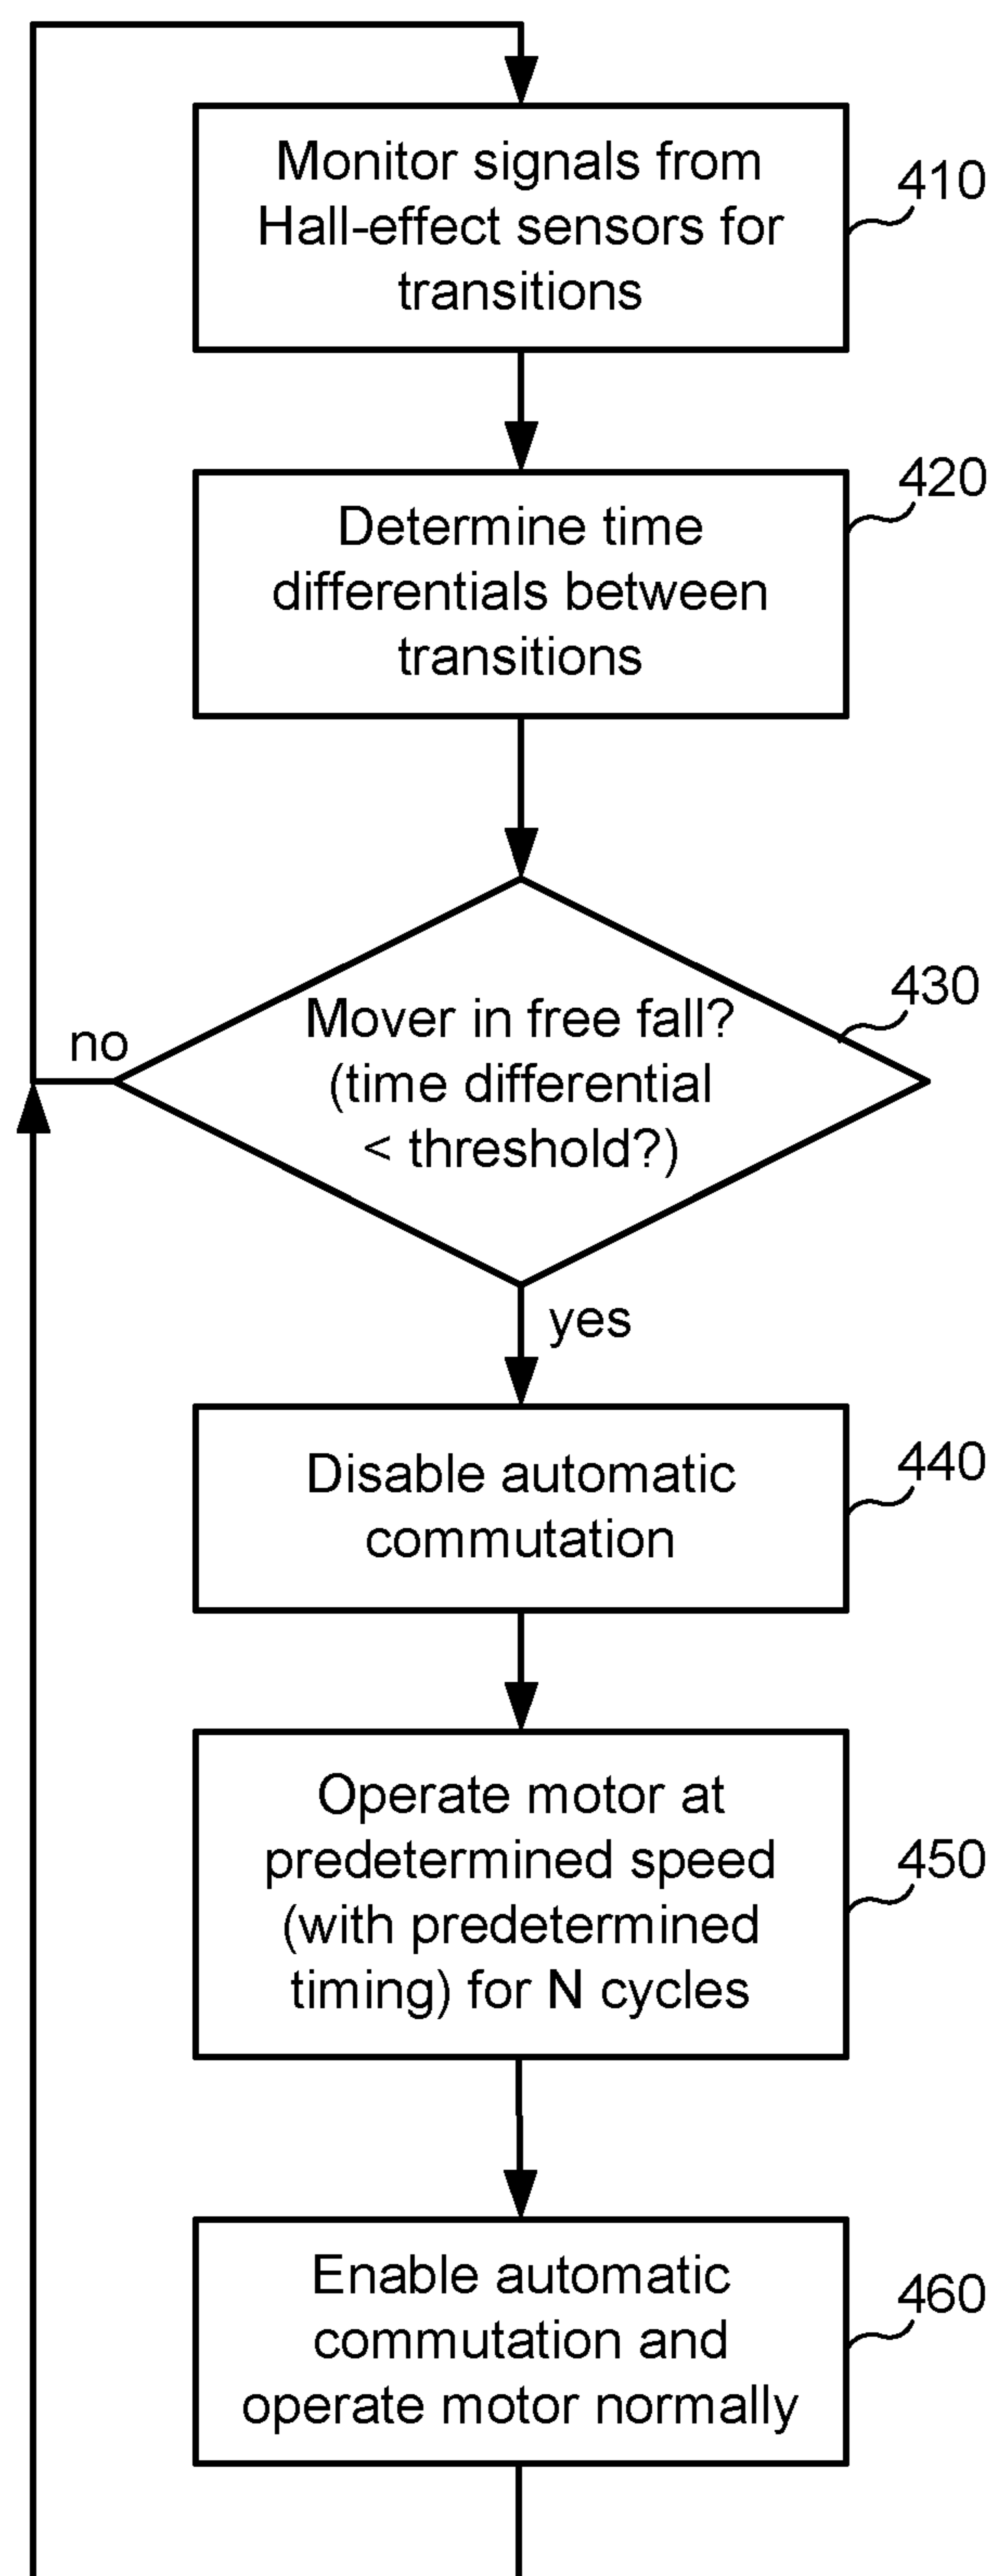 Monitor signals from
Hall-effect sensors for
transitions
410
Determine time
differentials between
transitions
420
Mover in free fall?
(time differential
< threshold?)
430
no
yes
Disable automatic
commutation
440
Operate motor at
predetermined speed
(with predetermined
timing) for N cycles
450
Enable automatic
commutation and
operate motor normally
460